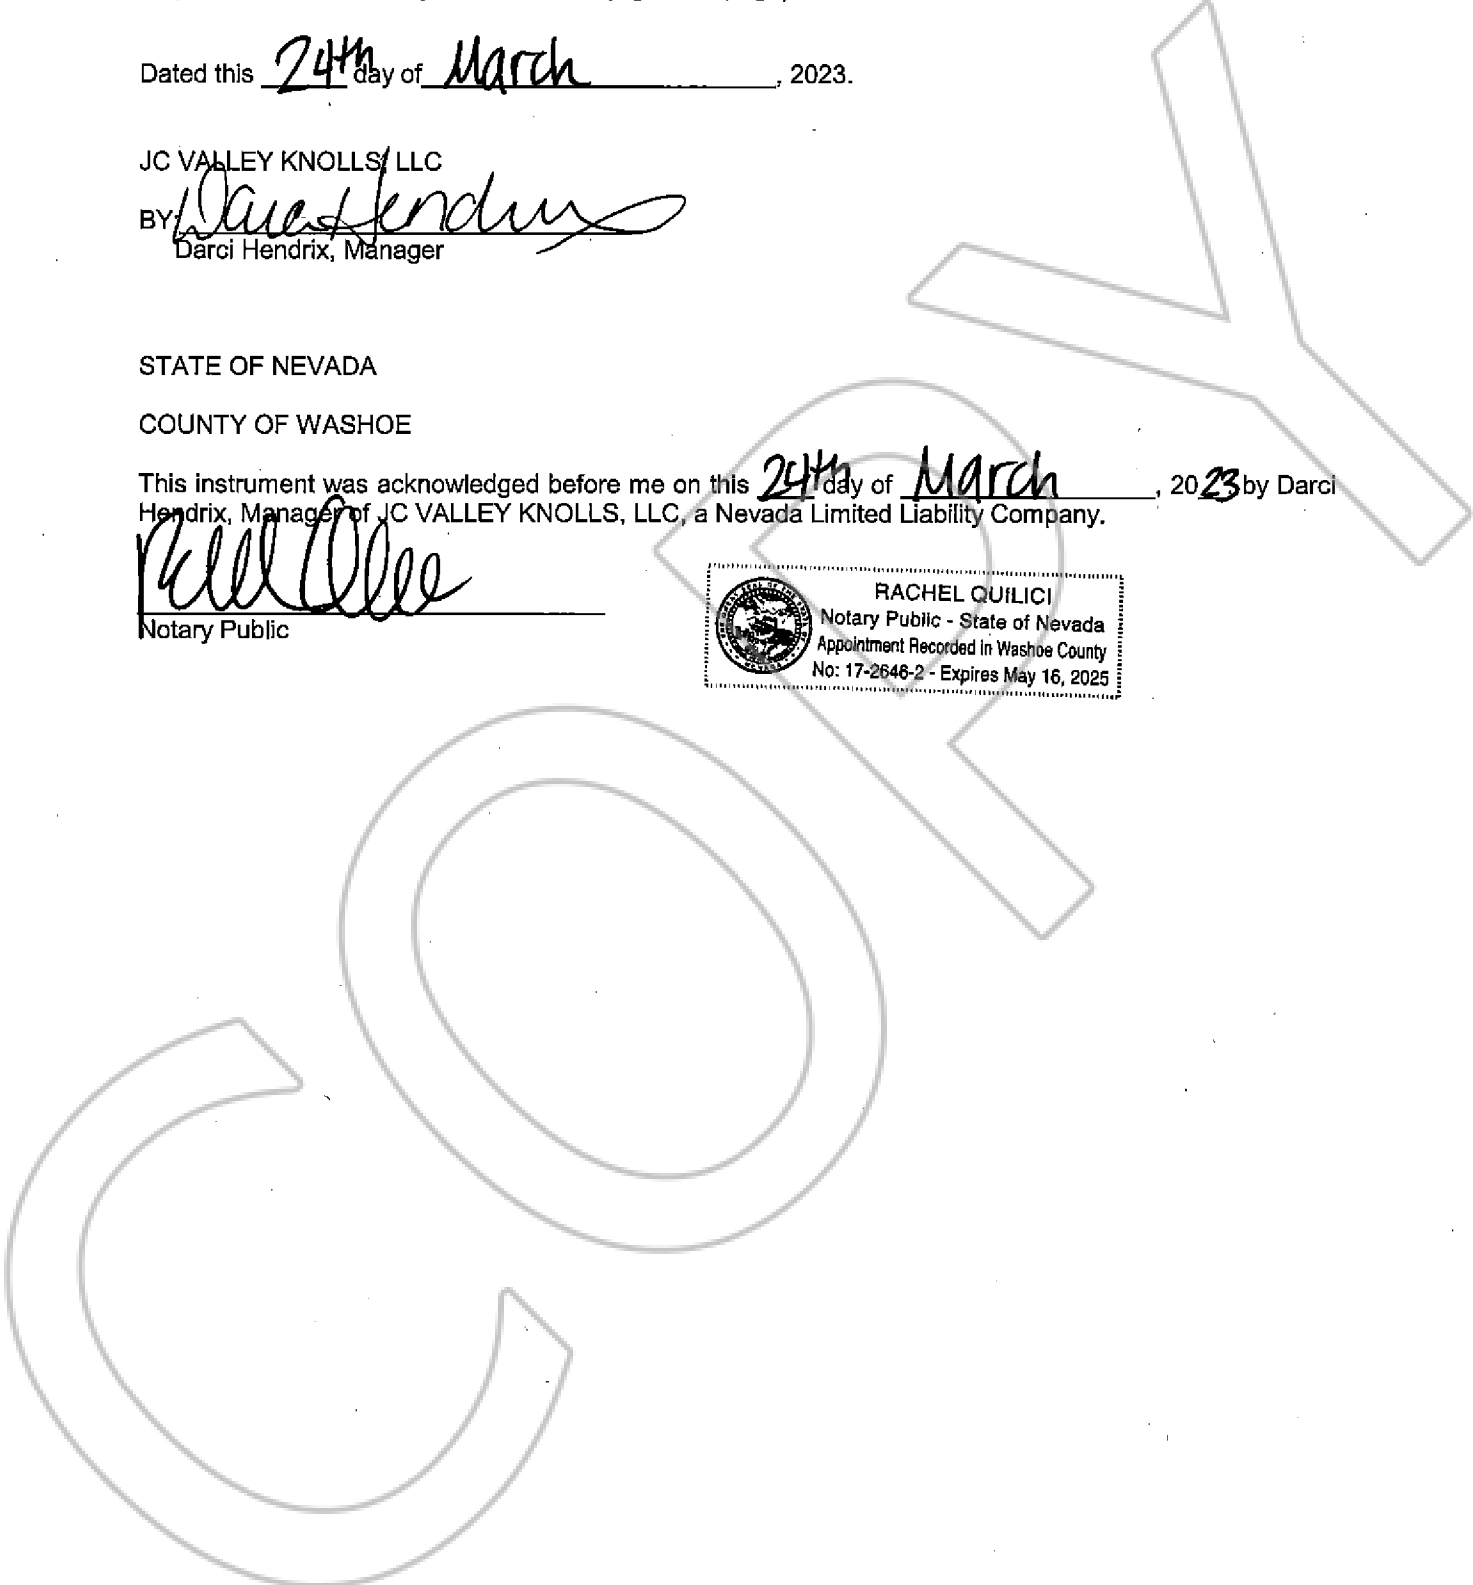 Dated this 24th day of March, 2023.
JC VALLEY KNOLLS, LLC
BY: Darci Hendrix
Darci Hendrix, Manager
STATE OF NEVADA
COUNTY OF WASHOE
This instrument was acknowledged before me on this 24th day of March, 2023 by Darci
Hendrix, Manager of JC VALLEY KNOLLS, LLC, a Nevada Limited Liability Company.
Notary Public
RACHEL QUILICI
Notary Public - State of Nevada
Appointment Recorded in Washoe County
No: 17-2646-2 - Expires May 16, 2025
COPY